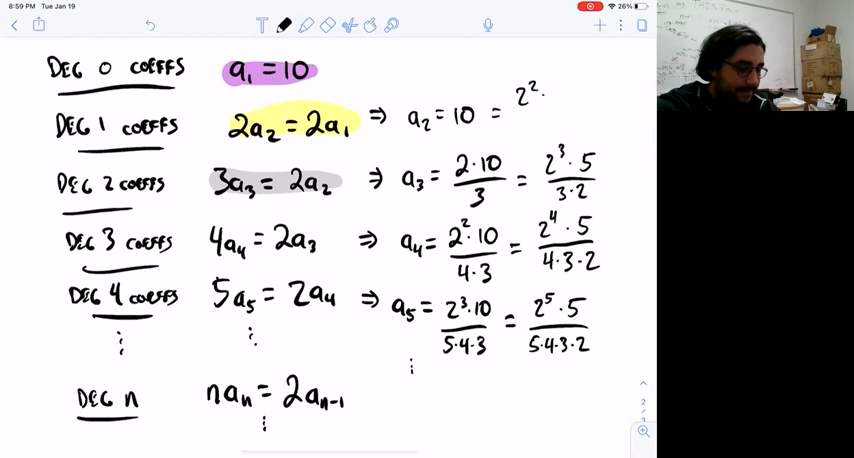 8:59 PM Tue Jan 19
26%
DEG 0 COEFFS a₁ = 10
DEG 1 COEFFS 2a₂ = 2a₁ ⇒ a₂ = 10 = 2²·
DEG 2 COEFFS 3a₃ = 2a₂ ⇒ a₃ = 2·10/3 = 2³·5/3·2
DEG 3 COEFFS 4a₄ = 2a₃ ⇒ a₄ = 2²·10/4·3 = 2⁴·5/4·3·2
DEG 4 COEFFS 5a₅ = 2a₄ ⇒ a₅ = 2³·10/5·4·3 = 2⁵·5/5·4·3·2
⋮ ⋮ ⋮
DEG n naₙ = 2aₙ₋₁
⋮